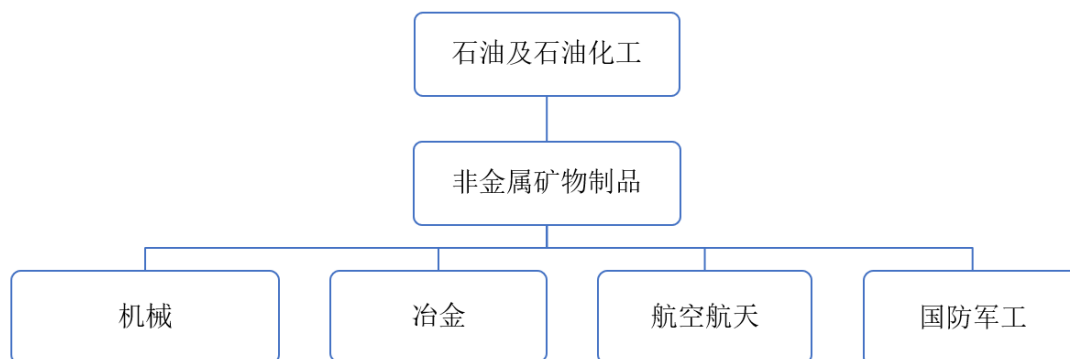 石油及石油化工
非金属矿物制品
机械
冶金
航空航天
国防军工